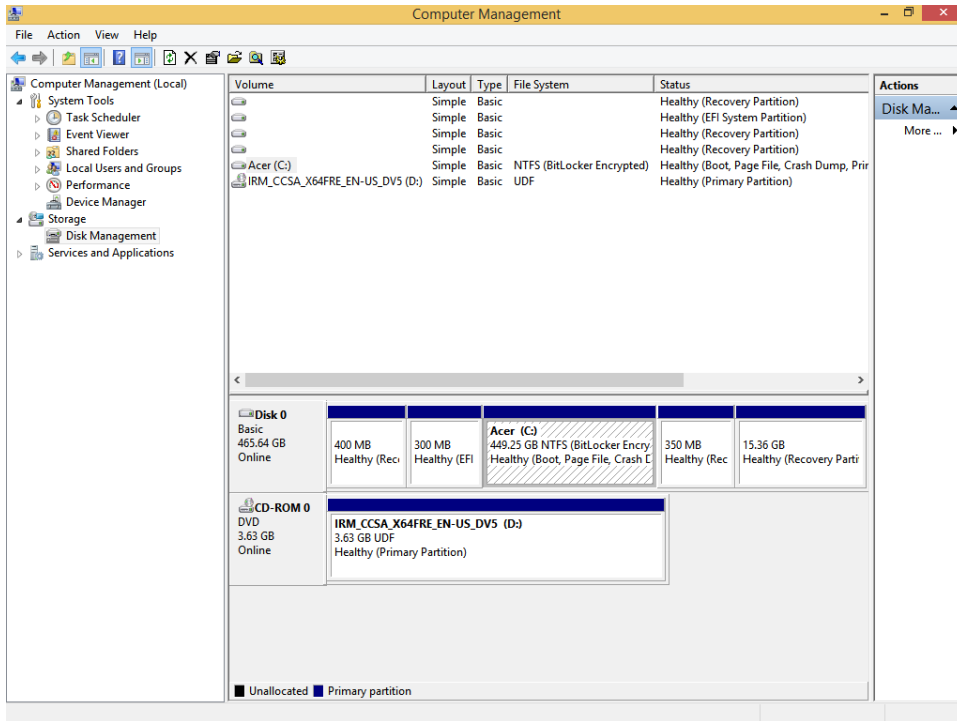 Computer Management
File Action View Help
Computer Management (Local)
System Tools
Task Scheduler
Event Viewer
Shared Folders
Local Users and Groups
Performance
Device Manager
Storage
Disk Management
Services and Applications
Volume Layout Type File System Status
Simple Basic Healthy (Recovery Partition)
Simple Basic Healthy (EFI System Partition)
Simple Basic Healthy (Recovery Partition)
Simple Basic Healthy (Recovery Partition)
Acer (C:) Simple Basic NTFS (BitLocker Encrypted) Healthy (Boot, Page File, Crash Dump, Prir
IRM_CCSA_X64FRE_EN-US_DV5 (D:) Simple Basic UDF Healthy (Primary Partition)
Actions
Disk Ma...
More ...
Disk 0
Basic
465.64 GB
Online
400 MB
Healthy (Rec
300 MB
Healthy (EFI
Acer (C:)
449.25 GB NTFS (BitLocker Encry
Healthy (Boot, Page File, Crash D
350 MB
Healthy (Rec
15.36 GB
Healthy (Recovery Parti
CD-ROM 0
DVD
3.63 GB
Online
IRM_CCSA_X64FRE_EN-US_DV5 (D:)
3.63 GB UDF
Healthy (Primary Partition)
Unallocated Primary partition